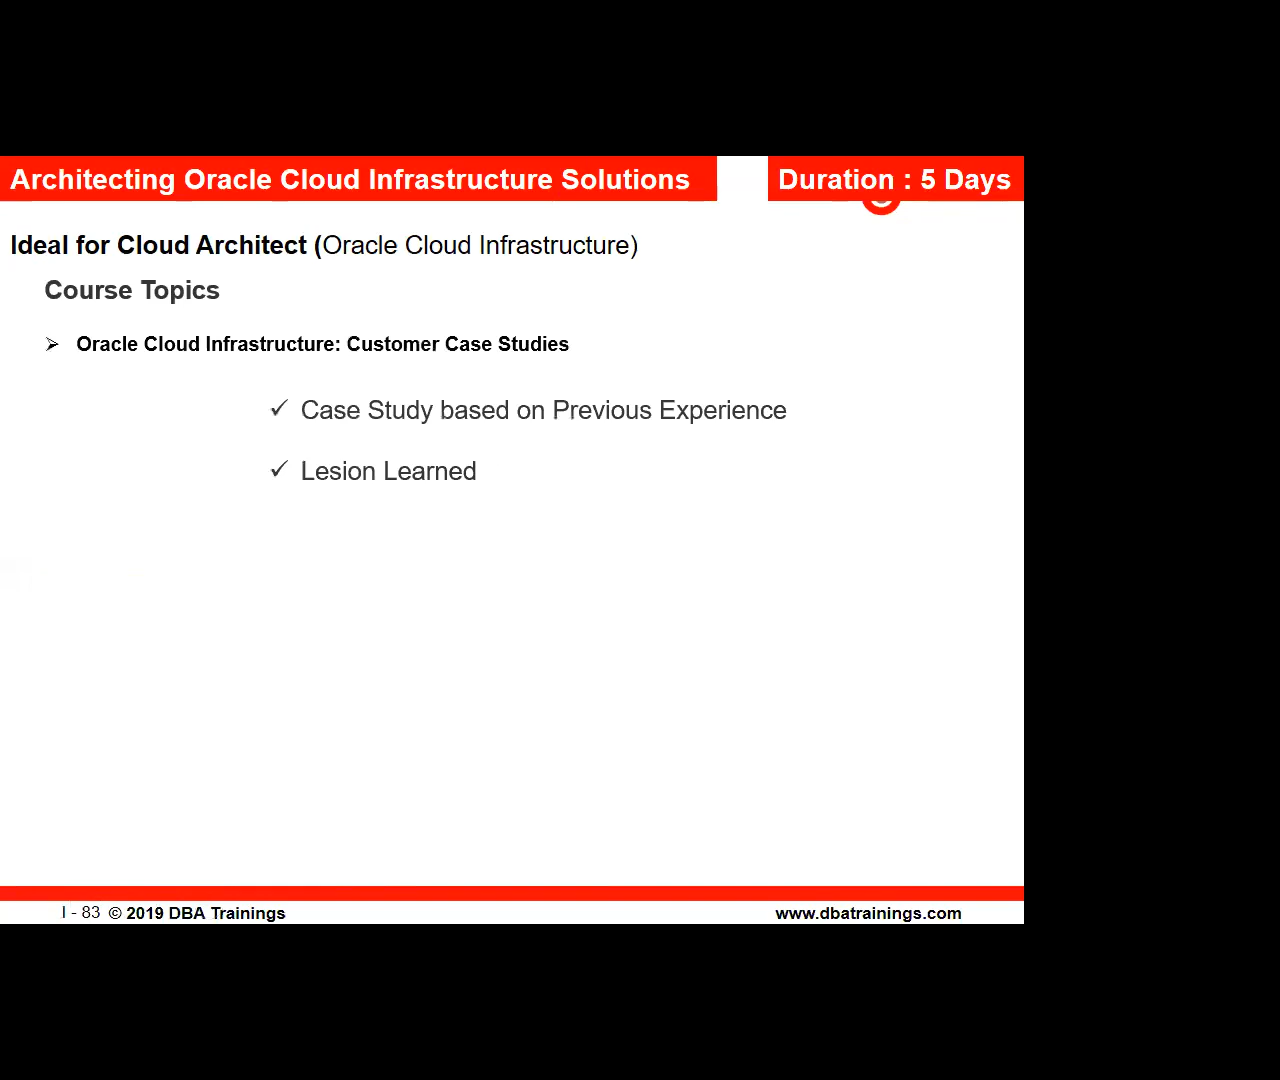 Architecting Oracle Cloud Infrastructure Solutions
Duration : 5 Days
Ideal for Cloud Architect (Oracle Cloud Infrastructure)
Course Topics
➢ Oracle Cloud Infrastructure: Customer Case Studies
✓ Case Study based on Previous Experience
✓ Lesion Learned
I - 83 © 2019 DBA Trainings
www.dbatrainings.com